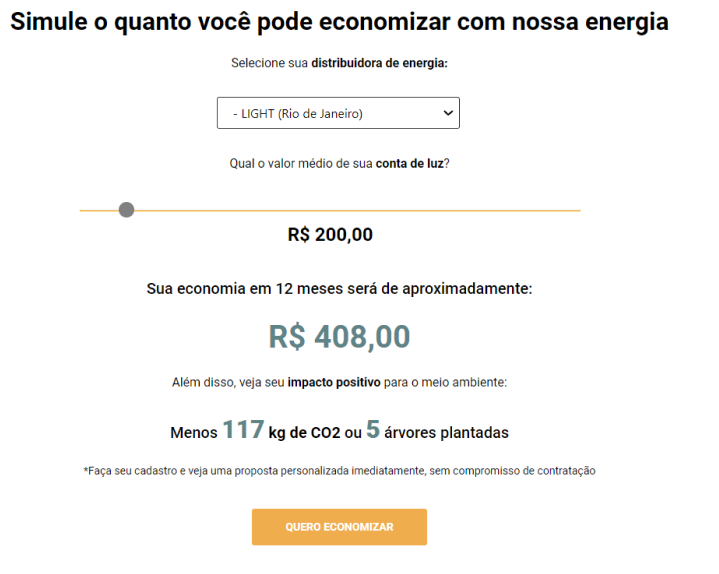 Simule o quanto você pode economizar com nossa energia
Selecione sua distribuidora de energia:
- LIGHT (Rio de Janeiro)
Qual o valor médio de sua conta de luz?
R$ 200,00
Sua economia em 12 meses será de aproximadamente:
R$ 408,00
Além disso, veja seu impacto positivo para o meio ambiente:
Menos 117 kg de CO2 ou 5 árvores plantadas
*Faça seu cadastro e veja uma proposta personalizada imediatamente, sem compromisso de contratação
QUERO ECONOMIZAR